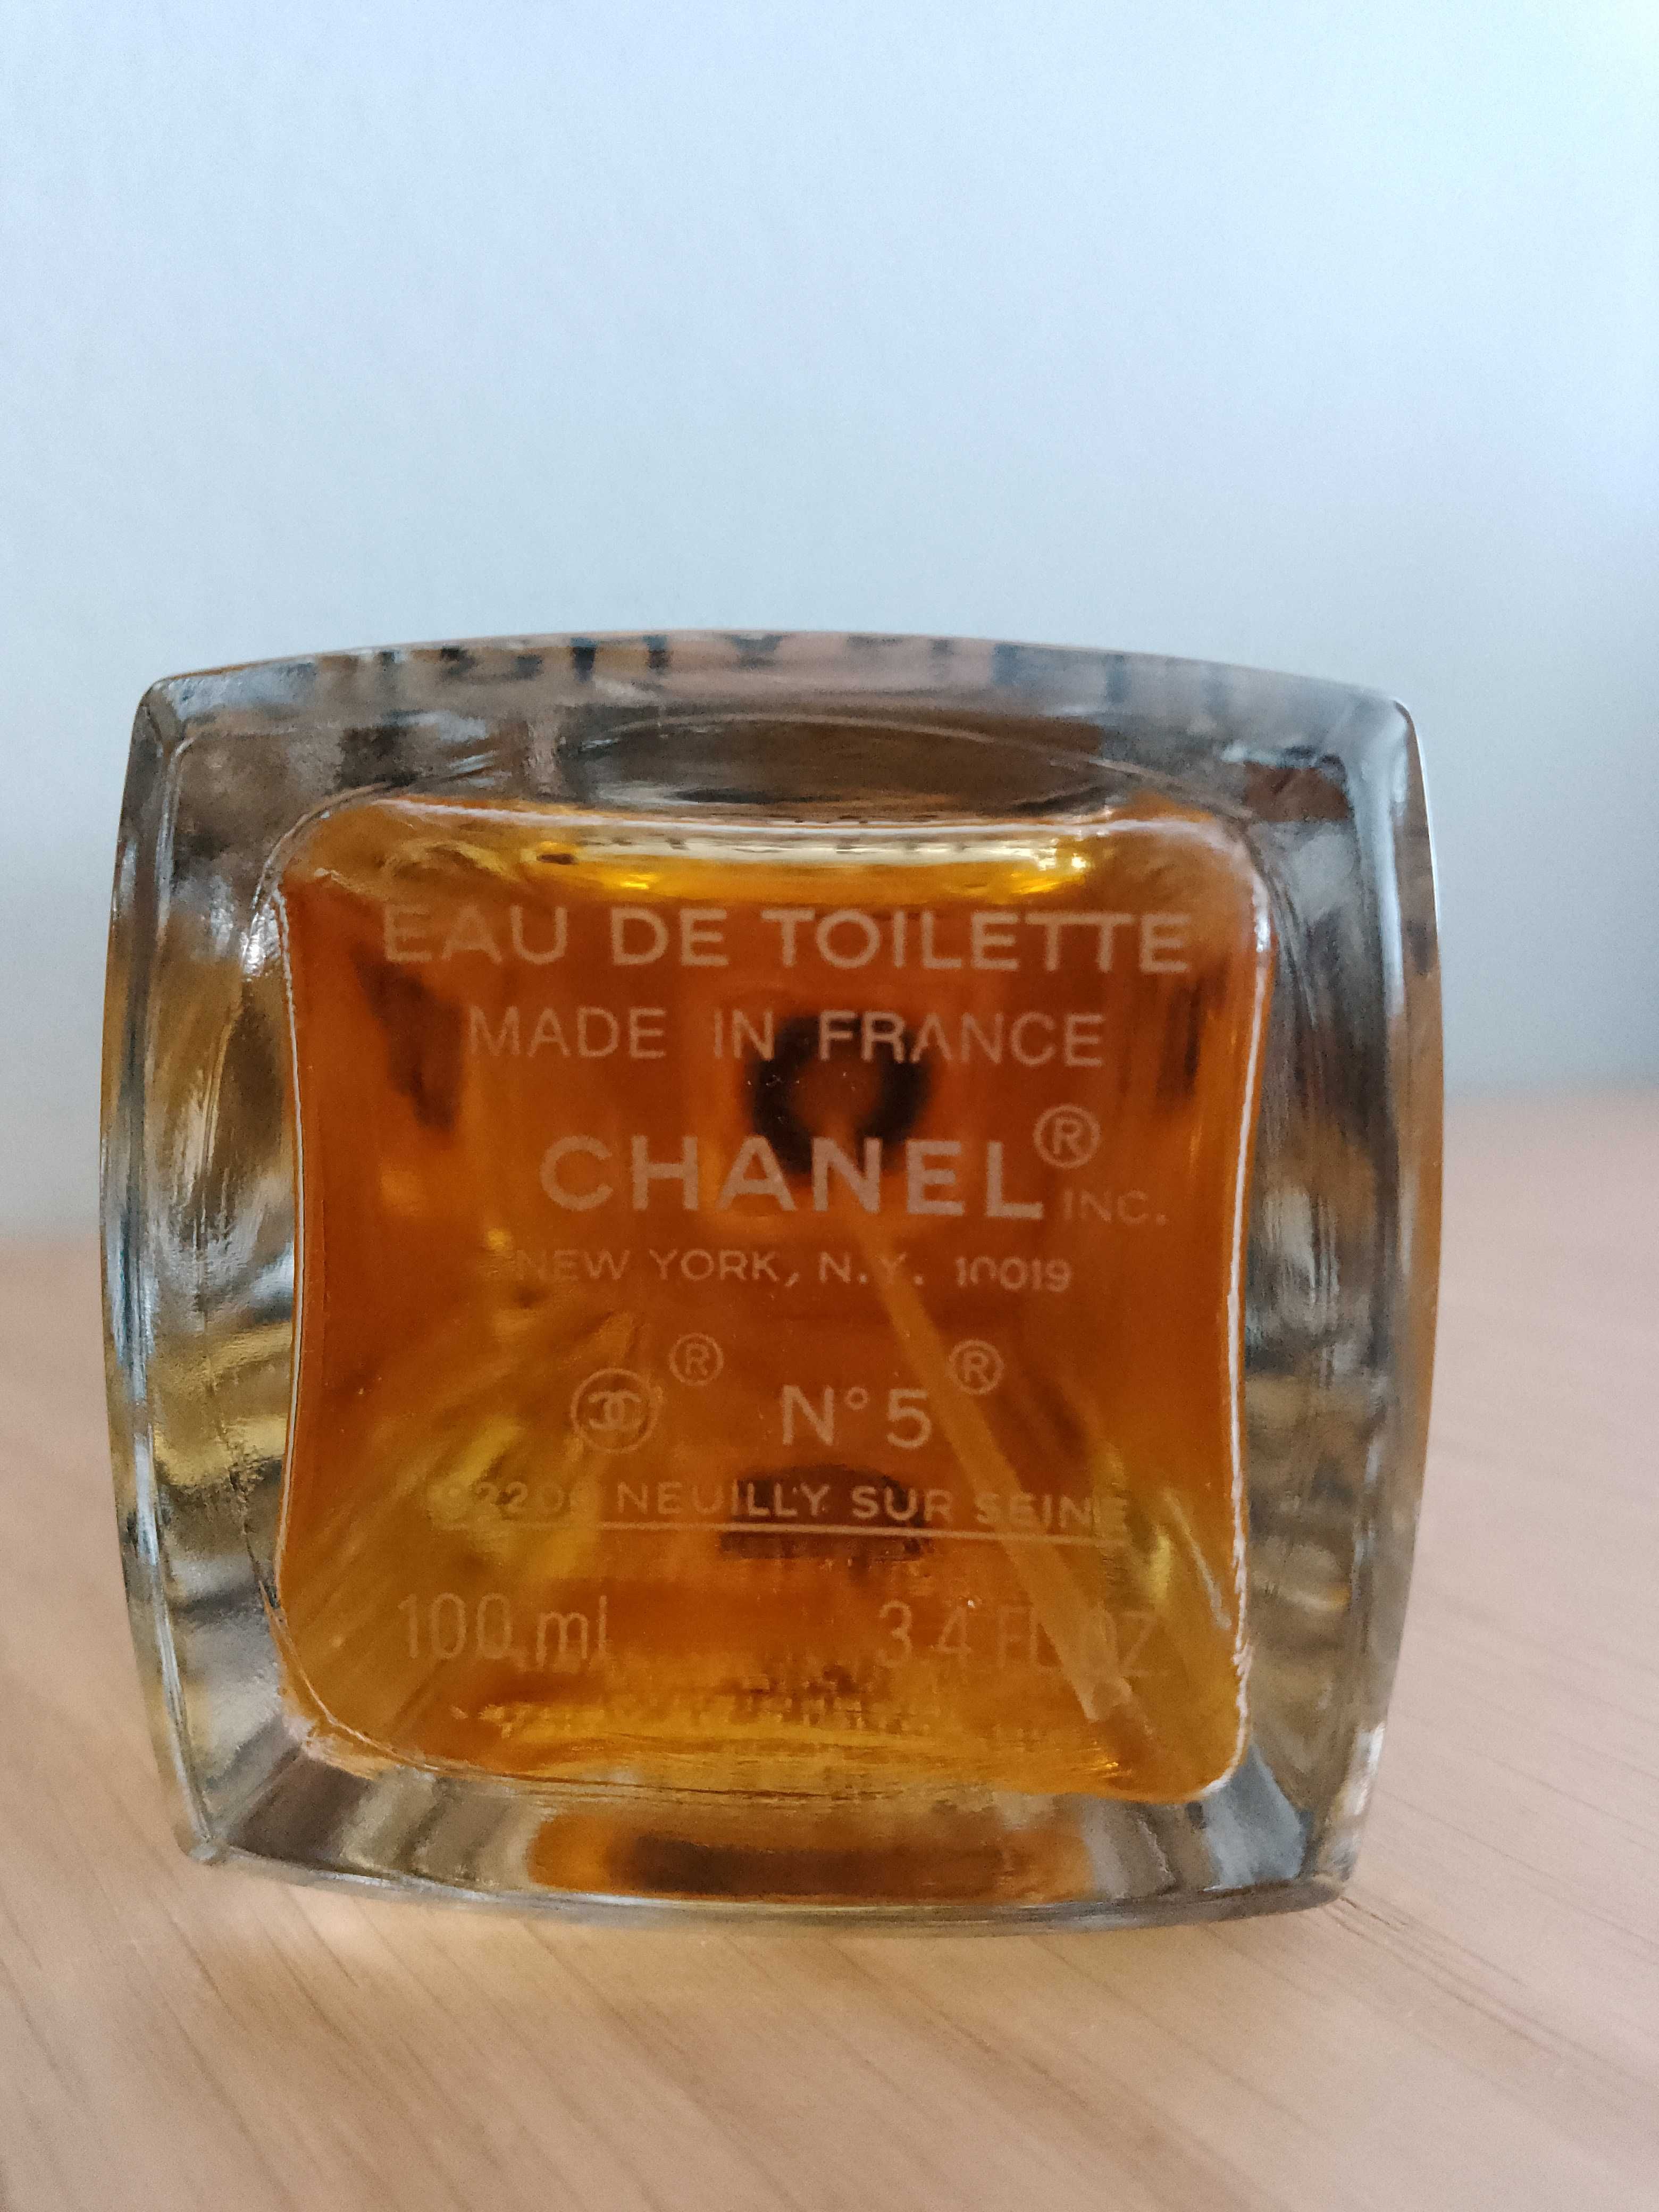 EAU DE TOILETTE
MADE IN FRANCE
CHANEL® INC.
NEW YORK, N.Y. 10019
® N°5 ®
92200 NEUILLY SUR SEINE
100 ml 3.4 FL. OZ